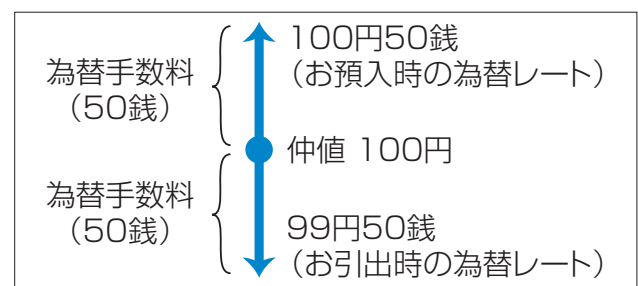 為替手数料
（50銭）
100円50銭
（お預入時の為替レート）
仲値 100円
為替手数料
（50銭）
99円50銭
（お引出時の為替レート）